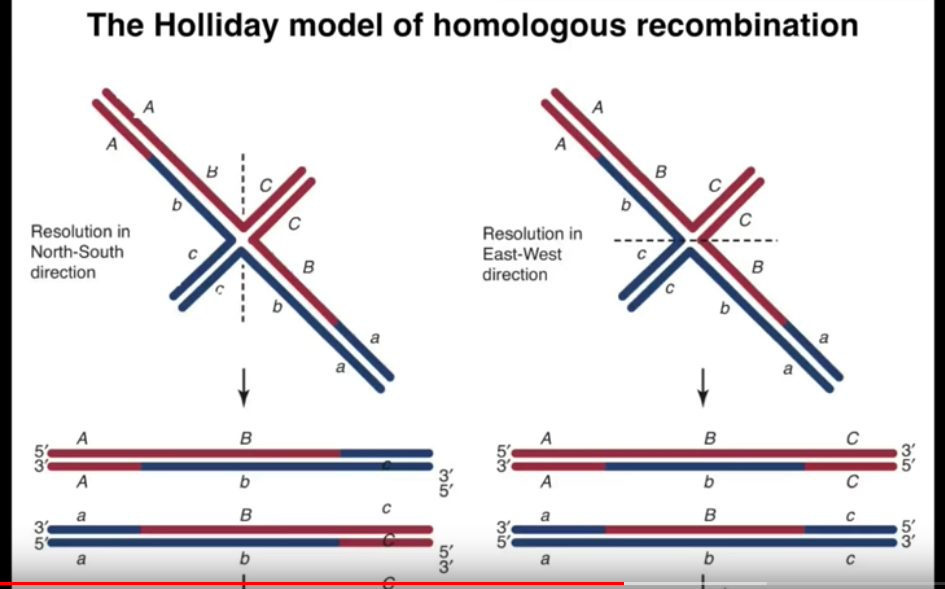 The Holliday model of homologous recombination
A
A
B
b
C
C
c
c
B
b
a
a
Resolution in
North-South
direction
A
A
B
b
C
C
c
c
B
b
a
a
Resolution in
East-West
direction
A B
5′
3′ c
A b
3′
5′
a B c
3′
5′ C
a b
5′
3′
C
A B C
5′ 3′
3′ 5′
A b C
a B c
3′ 5′
5′ 3′
a b c